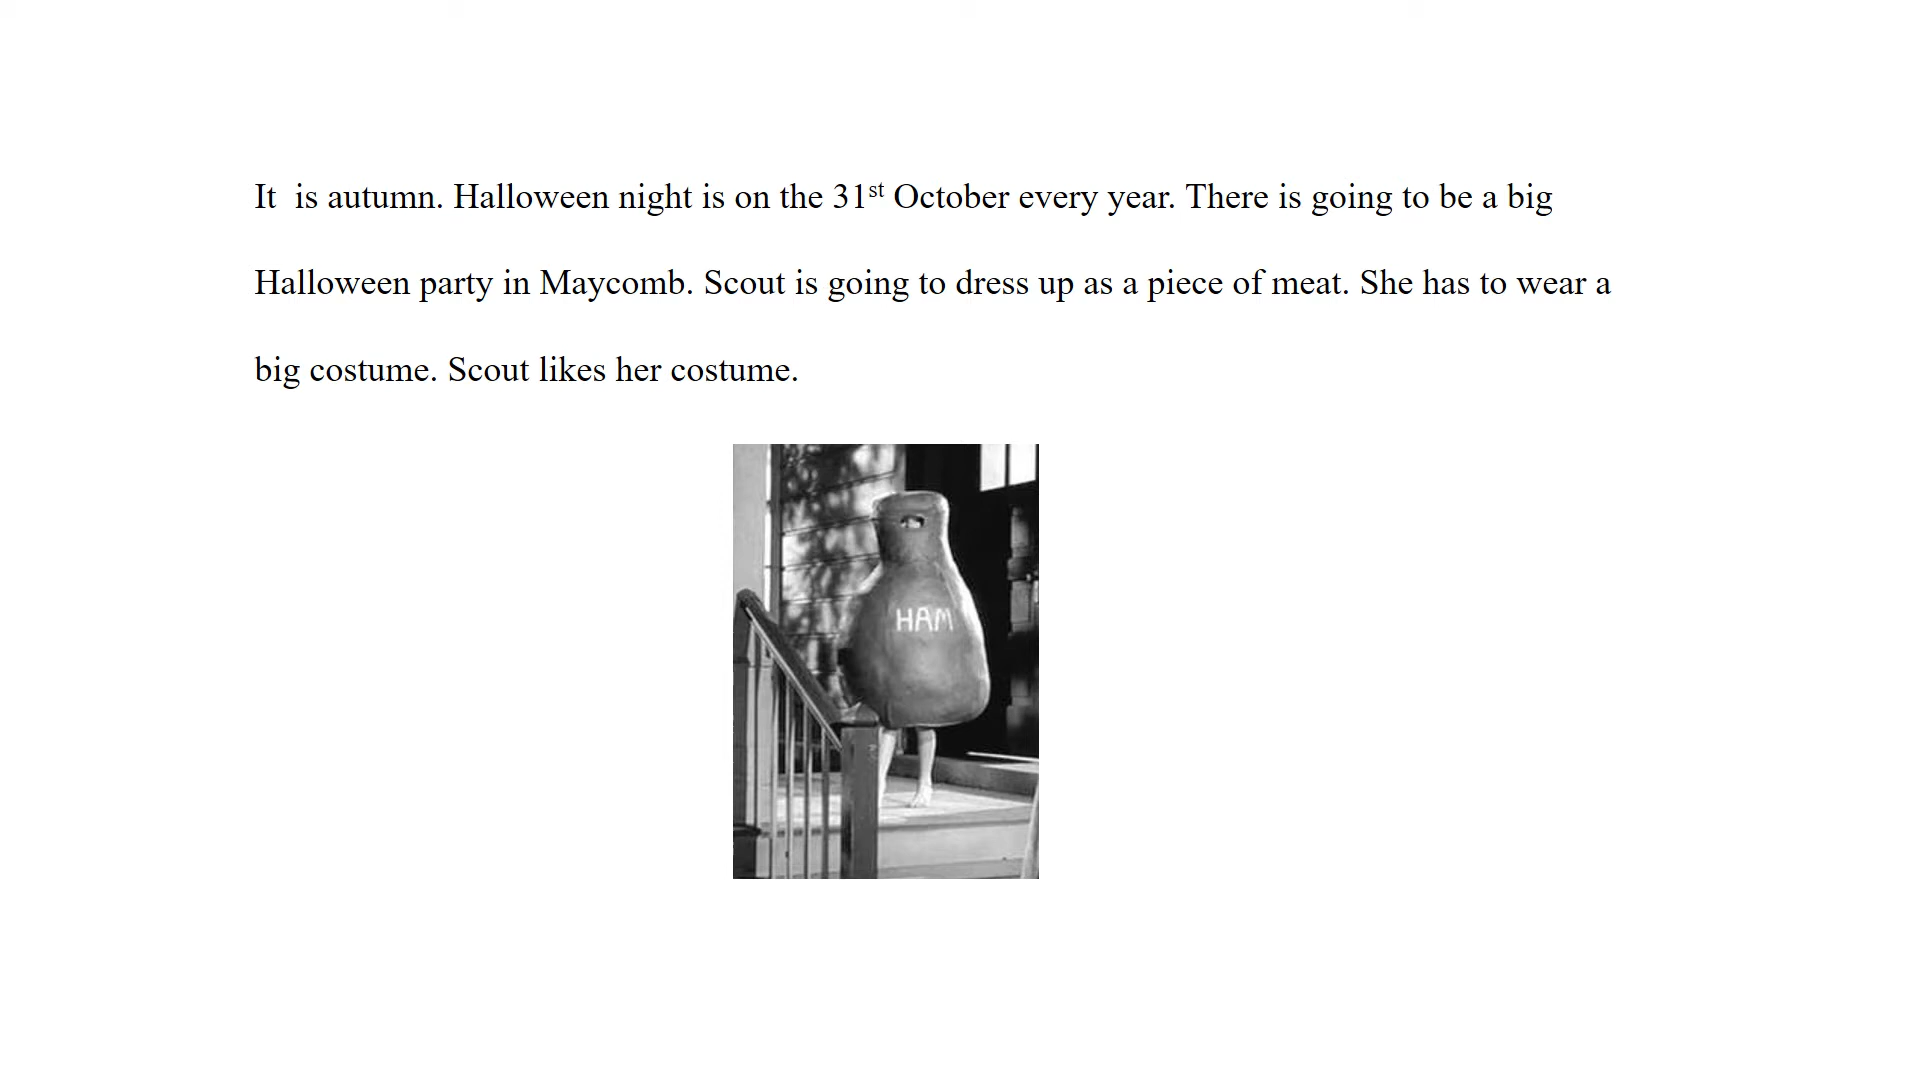 It  is autumn. Halloween night is on the 31st October every year. There is going to be a big
Halloween party in Maycomb. Scout is going to dress up as a piece of meat. She has to wear a
big costume. Scout likes her costume.
HAM